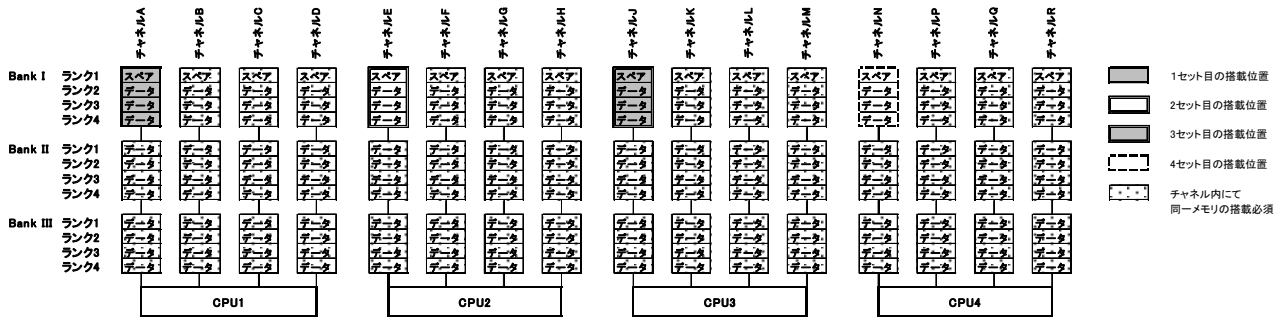 チャネルA チャネルB チャネルC チャネルD チャネルE チャネルF チャネルG チャネルH チャネルJ チャネルK チャネルL チャネルM チャネルN チャネルP チャネルQ チャネルR
Bank I ランク1 スペア スペア スペア スペア スペア スペア スペア スペア スペア スペア スペア スペア スペア スペア スペア スペア
ランク2 データ データ データ データ データ データ データ データ データ データ データ データ データ データ データ データ
ランク3 データ データ データ データ データ データ データ データ データ データ データ データ データ データ データ データ
ランク4 データ データ データ データ データ データ データ データ データ データ データ データ データ データ データ データ
Bank II ランク1 データ データ データ データ データ データ データ データ データ データ データ データ データ データ データ データ
ランク2 データ データ データ データ データ データ データ データ データ データ データ データ データ データ データ データ
ランク3 データ データ データ データ データ データ データ データ データ データ データ データ データ データ データ データ
ランク4 データ データ データ データ データ データ データ データ データ データ データ データ データ データ データ データ
Bank III ランク1 データ データ データ データ データ データ データ データ データ データ データ データ データ データ データ データ
ランク2 データ データ データ データ データ データ データ データ データ データ データ データ データ データ データ データ
ランク3 データ データ データ データ データ データ データ データ データ データ データ データ データ データ データ データ
ランク4 データ データ データ データ データ データ データ データ データ データ データ データ データ データ データ データ
CPU1 CPU2 CPU3 CPU4
1セット目の搭載位置
2セット目の搭載位置
3セット目の搭載位置
4セット目の搭載位置
チャネル内にて
同一メモリの搭載必須